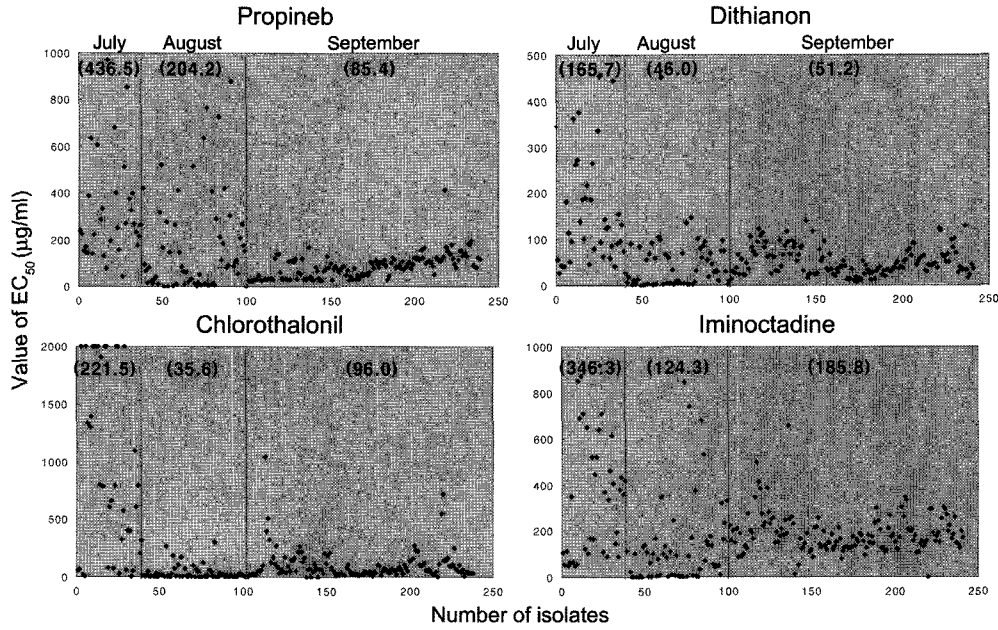 Propineb
Dithianon
July August September
July August September
1000
(436.5) (204.2) (85.4)
800
600
400
200
0
0 50 100 150 200 250
500
(165.7) (46.0) (51.2)
400
300
200
100
0
0 50 100 150 200 250
Value of EC50 (µg/ml)
Chlorothalonil
Iminoctadine
2000
(221.5) (35.6) (96.0)
1500
1000
500
0
0 50 100 150 200 250
1000
(346.3) (124.3) (185.8)
800
600
400
200
0
0 50 100 150 200 250
Number of isolates